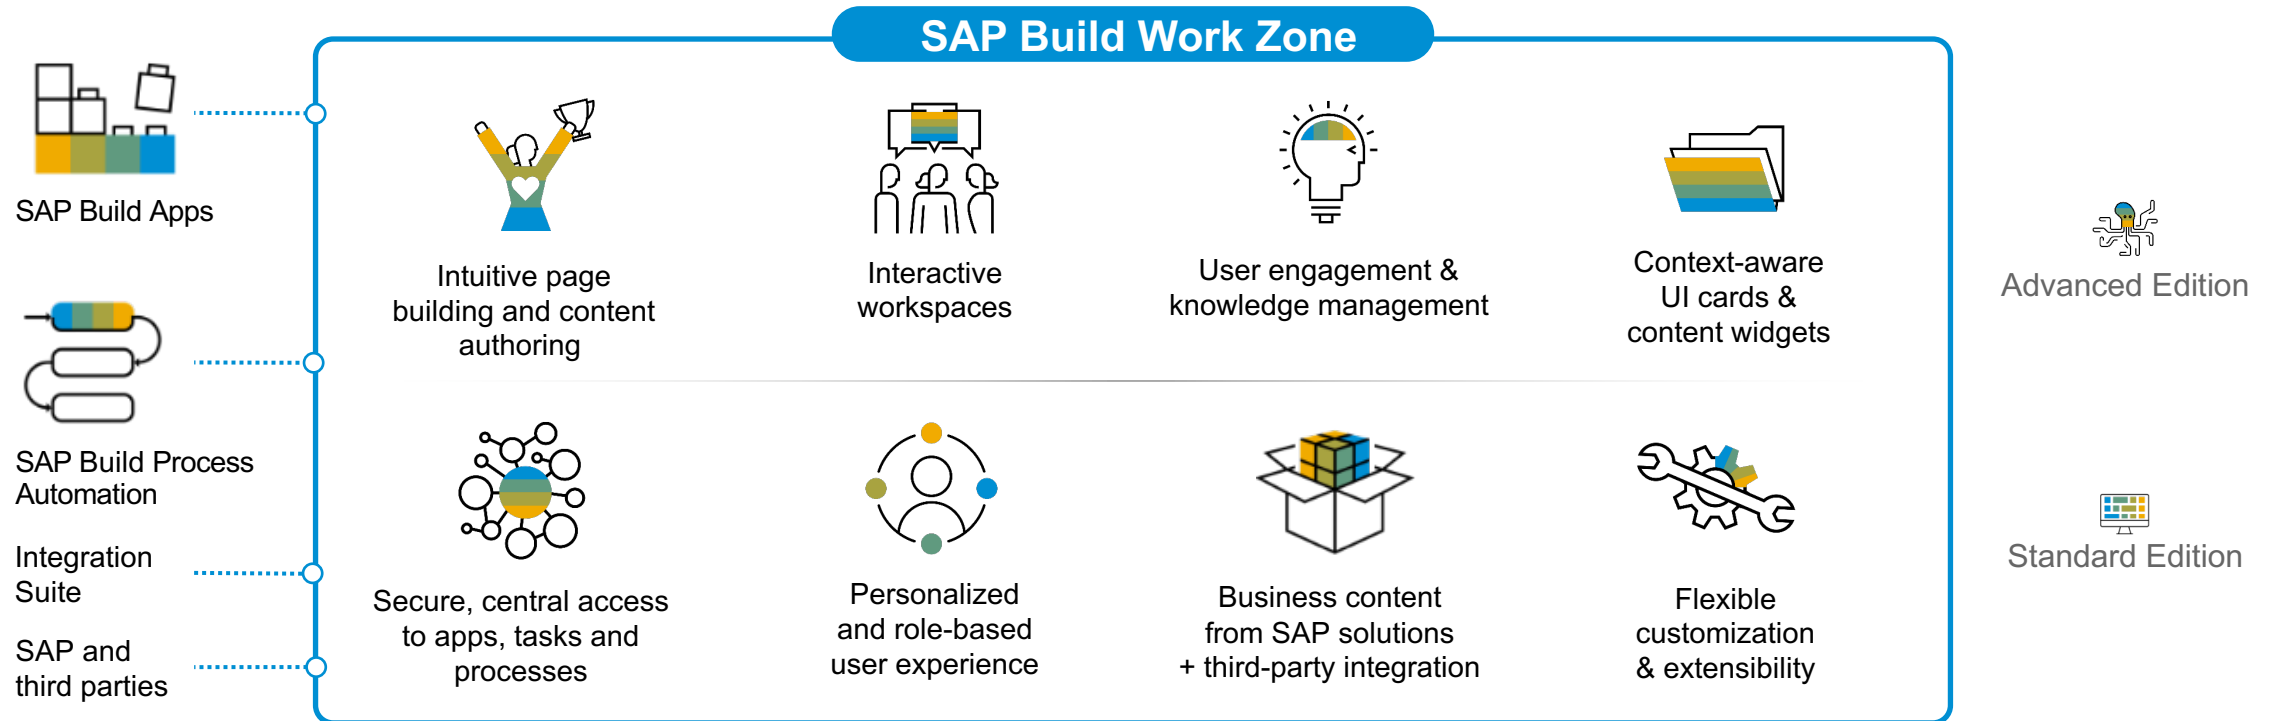 SAP Build Work Zone
SAP Build Apps
SAP Build Process
Automation
Integration
Suite
SAP and
third parties
Intuitive page
building and content
authoring
Interactive
workspaces
User engagement &
knowledge management
Context-aware
UI cards &
content widgets
Advanced Edition
Secure, central access
to apps, tasks and
processes
Personalized
and role-based
user experience
Business content
from SAP solutions
+ third-party integration
Flexible
customization
& extensibility
Standard Edition